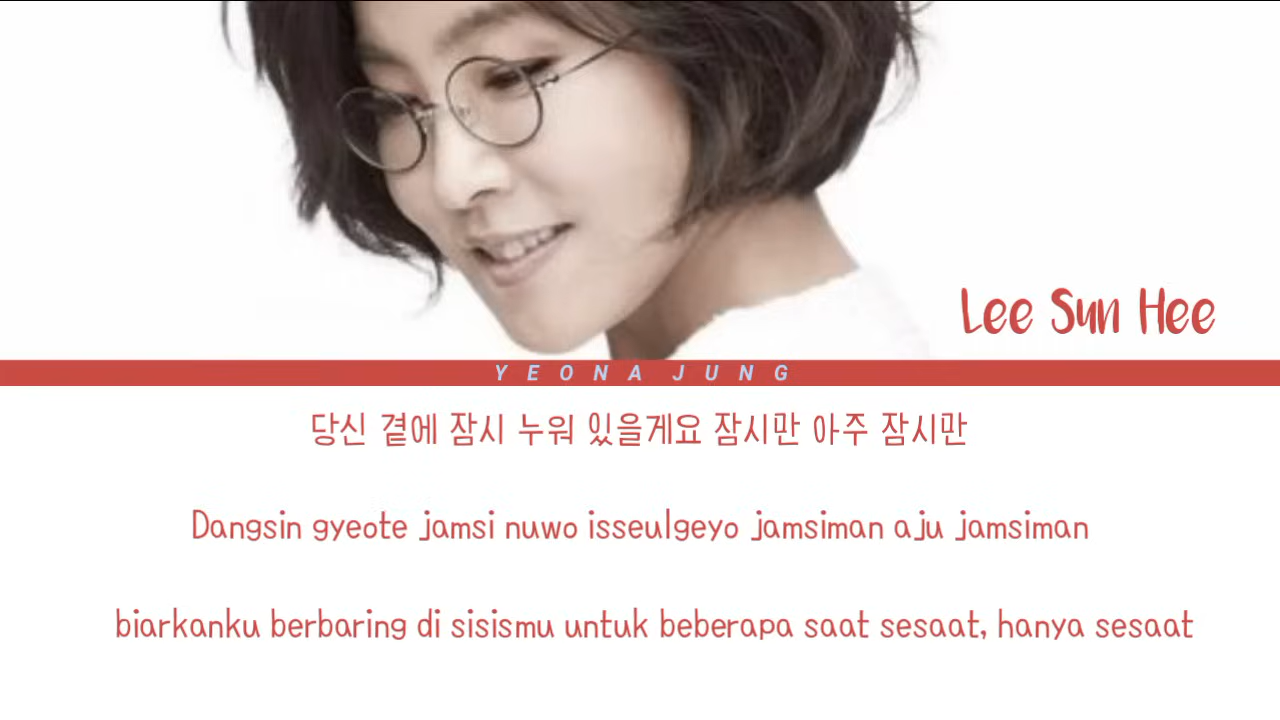 Lee Sun Hee
YEONA JUNG
당신 곁에 잠시 누워 있을게요 잠시만 아주 잠시만
Dangsin gyeote jamsi nuwo isseulgeyo jamsiman aju jamsiman
biarkanku berbaring di sisismu untuk beberapa saat sesaat, hanya sesaat